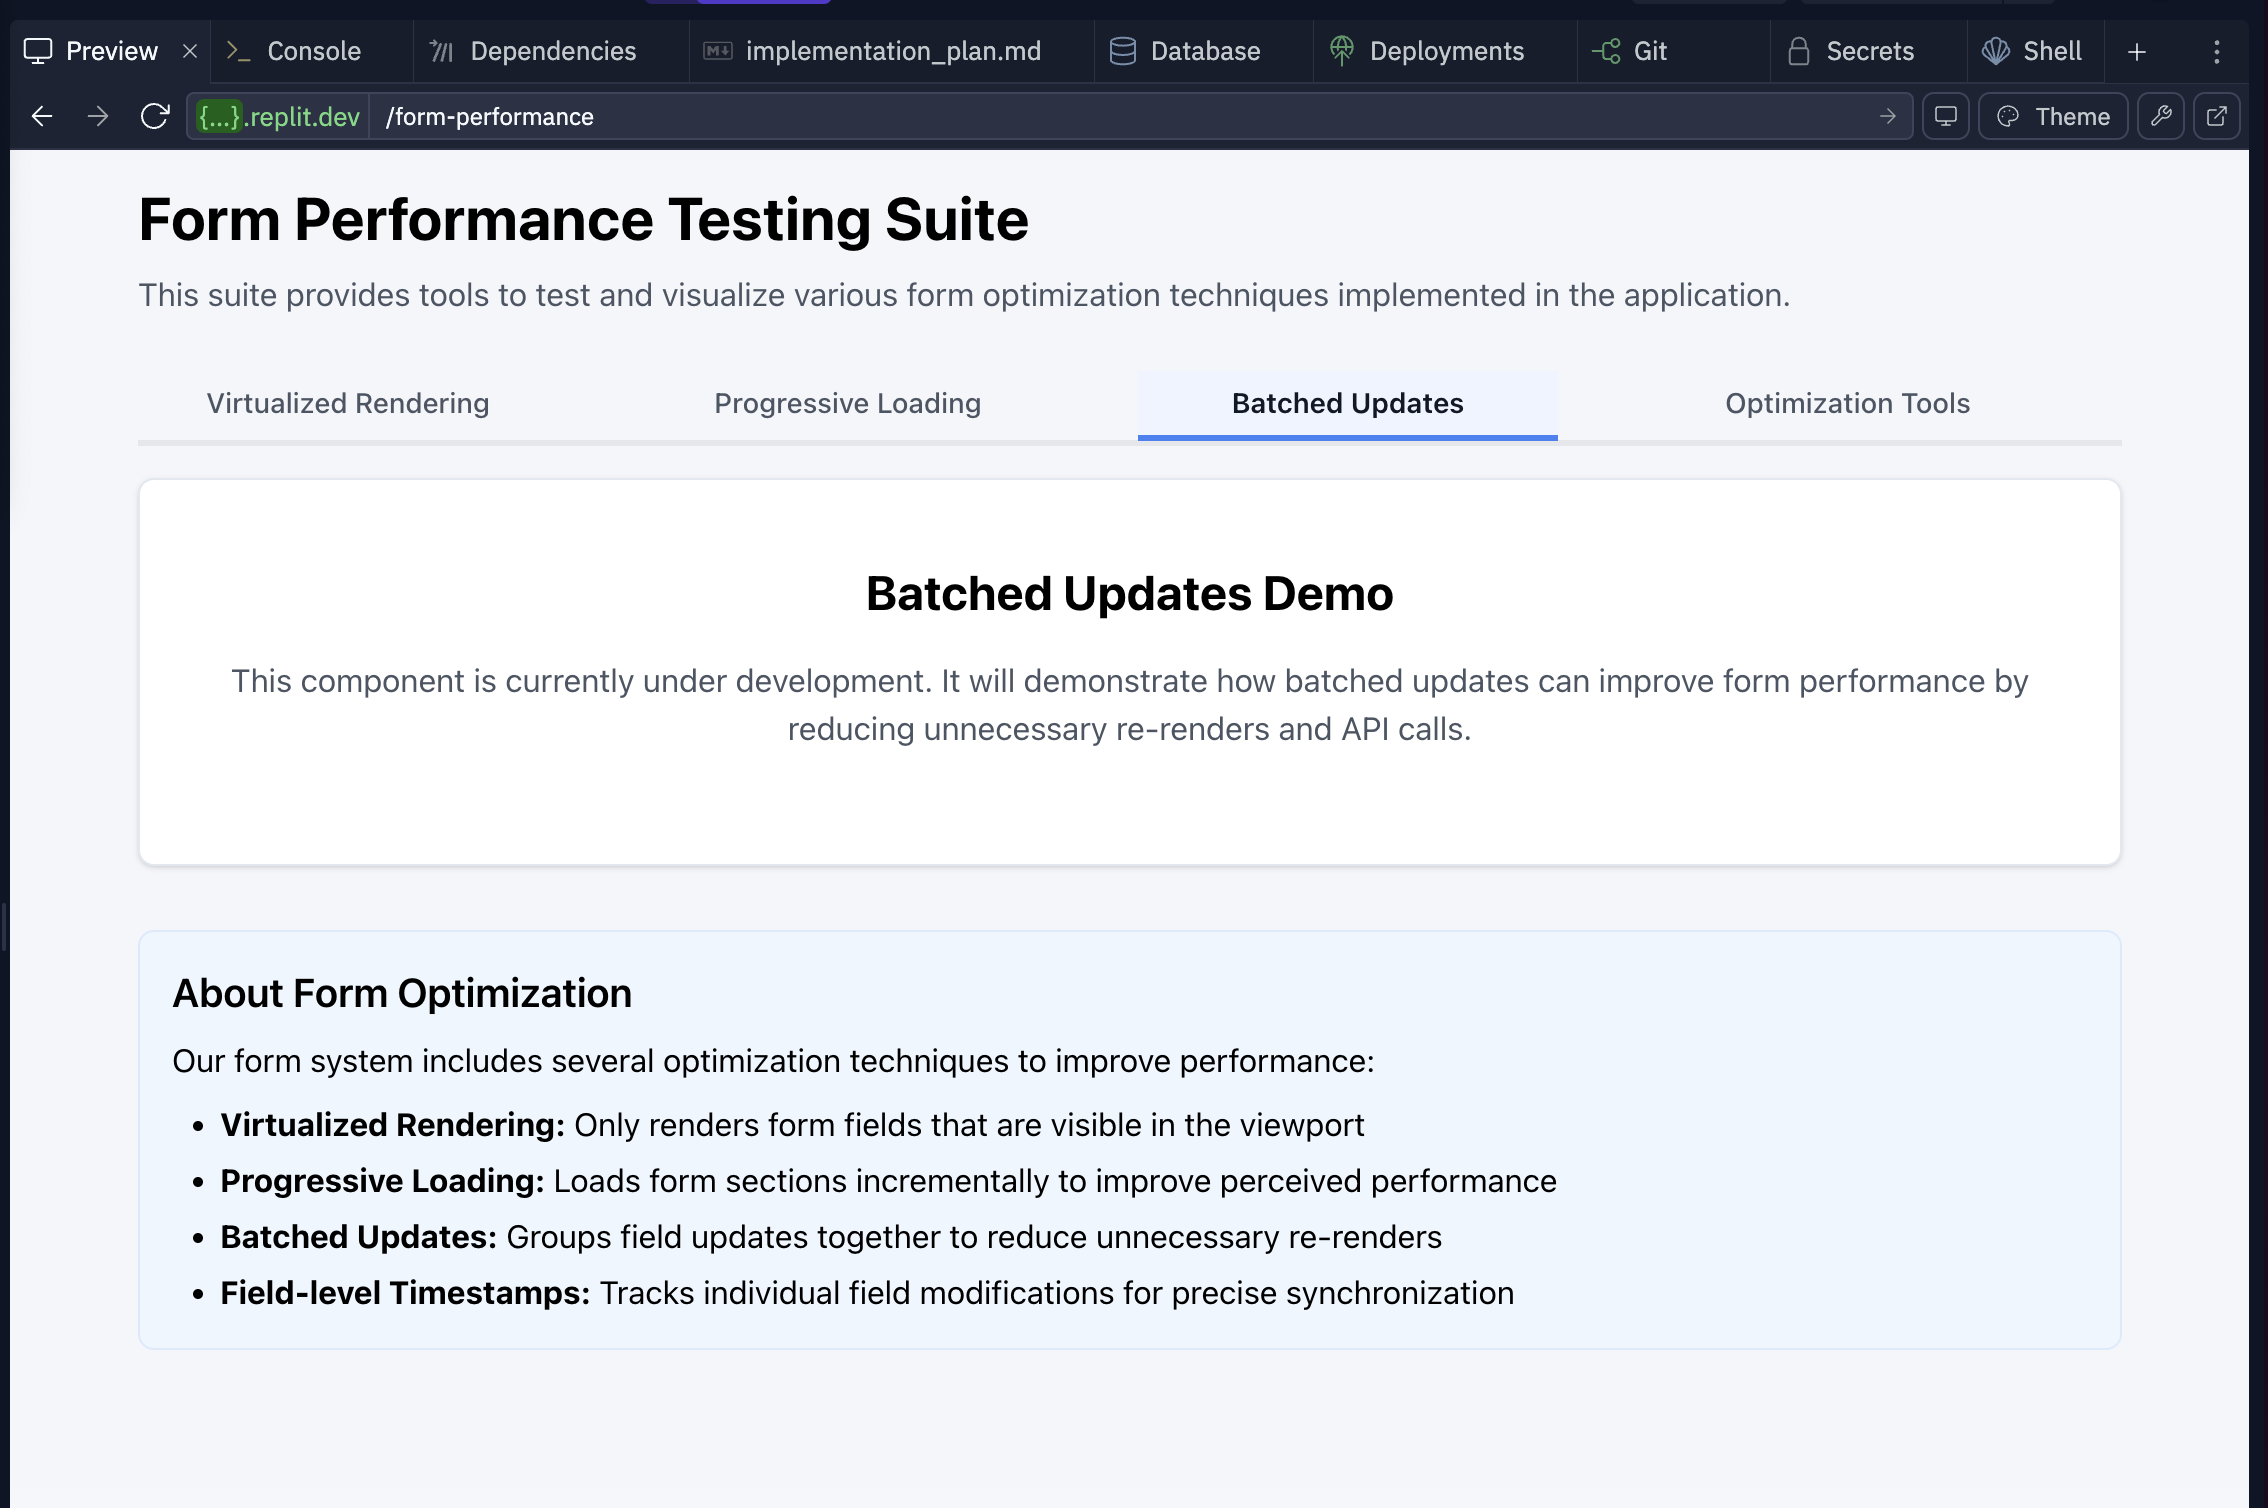 Preview
Console
Dependencies
implementation_plan.md
Database
Deployments
Git
Secrets
Shell
{...}.replit.dev
/form-performance
Theme
Form Performance Testing Suite
This suite provides tools to test and visualize various form optimization techniques implemented in the application.
Virtualized Rendering
Progressive Loading
Batched Updates
Optimization Tools
Batched Updates Demo
This component is currently under development. It will demonstrate how batched updates can improve form performance by
reducing unnecessary re-renders and API calls.
About Form Optimization
Our form system includes several optimization techniques to improve performance:
• Virtualized Rendering: Only renders form fields that are visible in the viewport
• Progressive Loading: Loads form sections incrementally to improve perceived performance
• Batched Updates: Groups field updates together to reduce unnecessary re-renders
• Field-level Timestamps: Tracks individual field modifications for precise synchronization